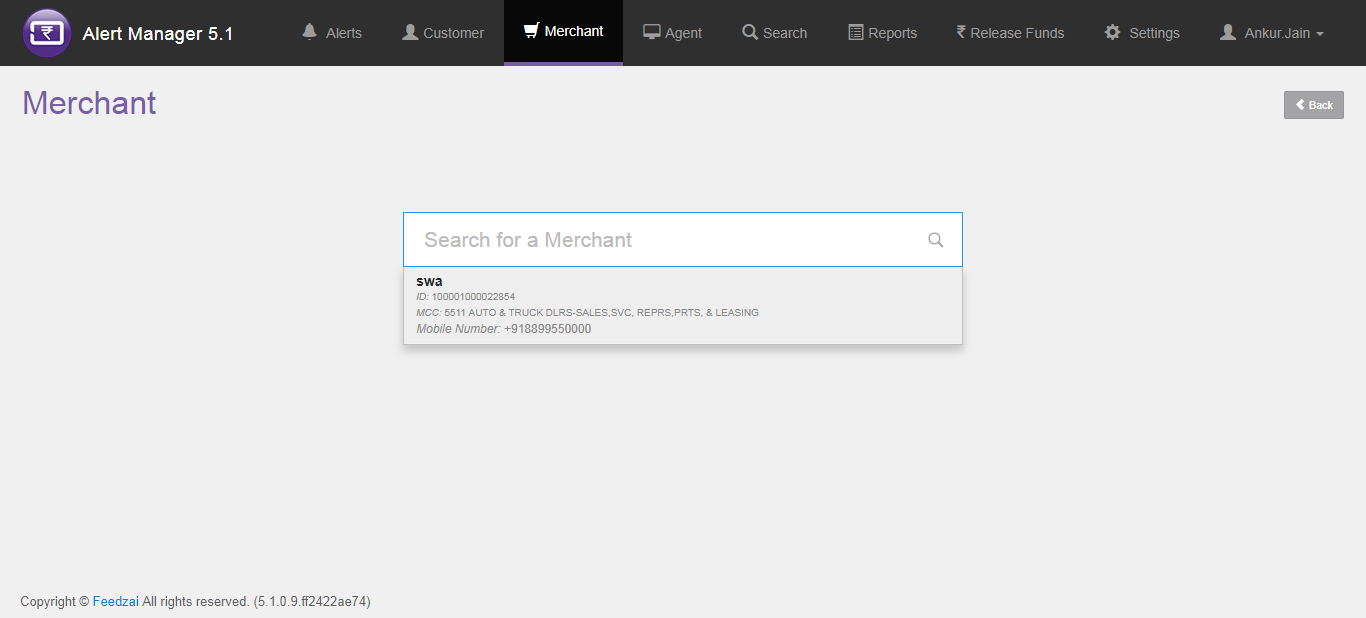 Alert Manager 5.1 Alerts Customer Merchant Agent Search Reports ₹ Release Funds Settings Ankur.Jain
Merchant
Back
Search for a Merchant
swa
ID: 100001000022854
MCC: 5511 AUTO & TRUCK DLRS-SALES,SVC, REPRS,PRTS, & LEASING
Mobile Number: +918899550000
Copyright © Feedzai All rights reserved. (5.1.0.9.ff2422ae74)